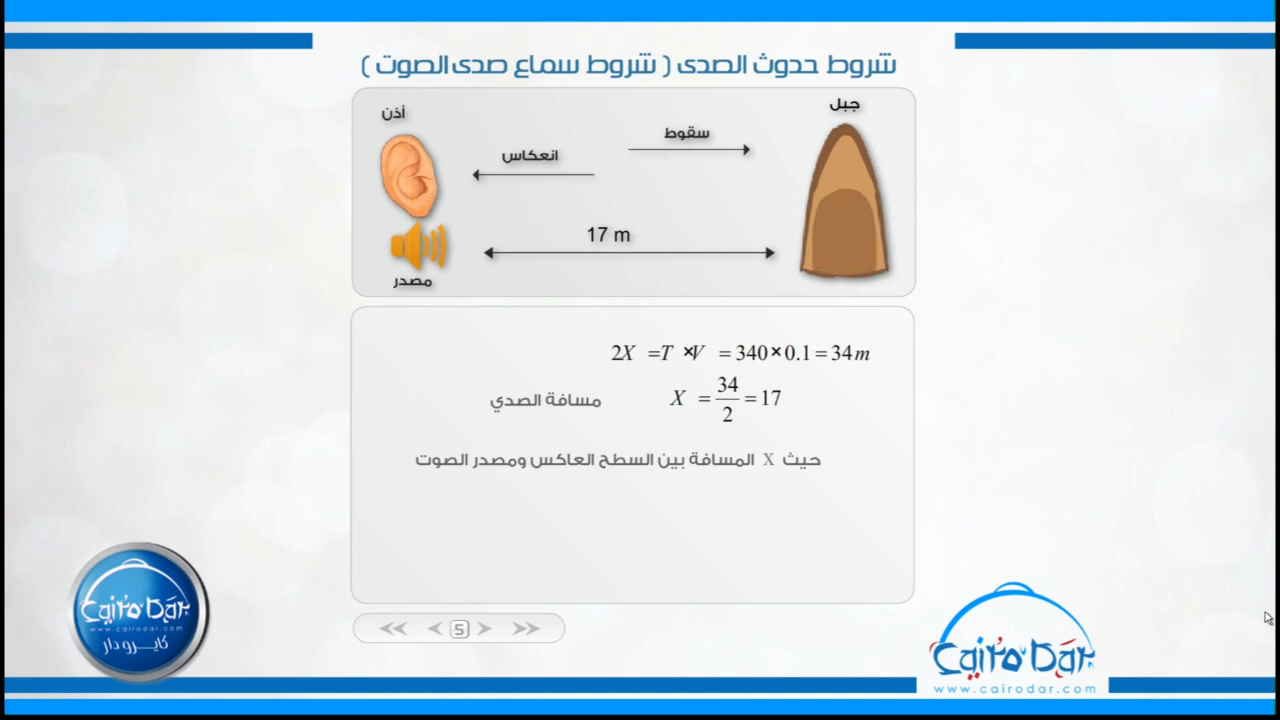 شروط حدوث الصدى ( شروط سماع صدى الصوت )
جبل
أذن
سقوط
انعكاس
17 m
مصدر
2X =T ×V = 340×0.1 = 34m
X = 34/2 = 17 مسافة الصدي
حيث X المسافة بين السطح العاكس ومصدر الصوت
5
Cairo Dar
www.cairodar.com
كايرو دار
Cairo Dar
www.cairodar.com